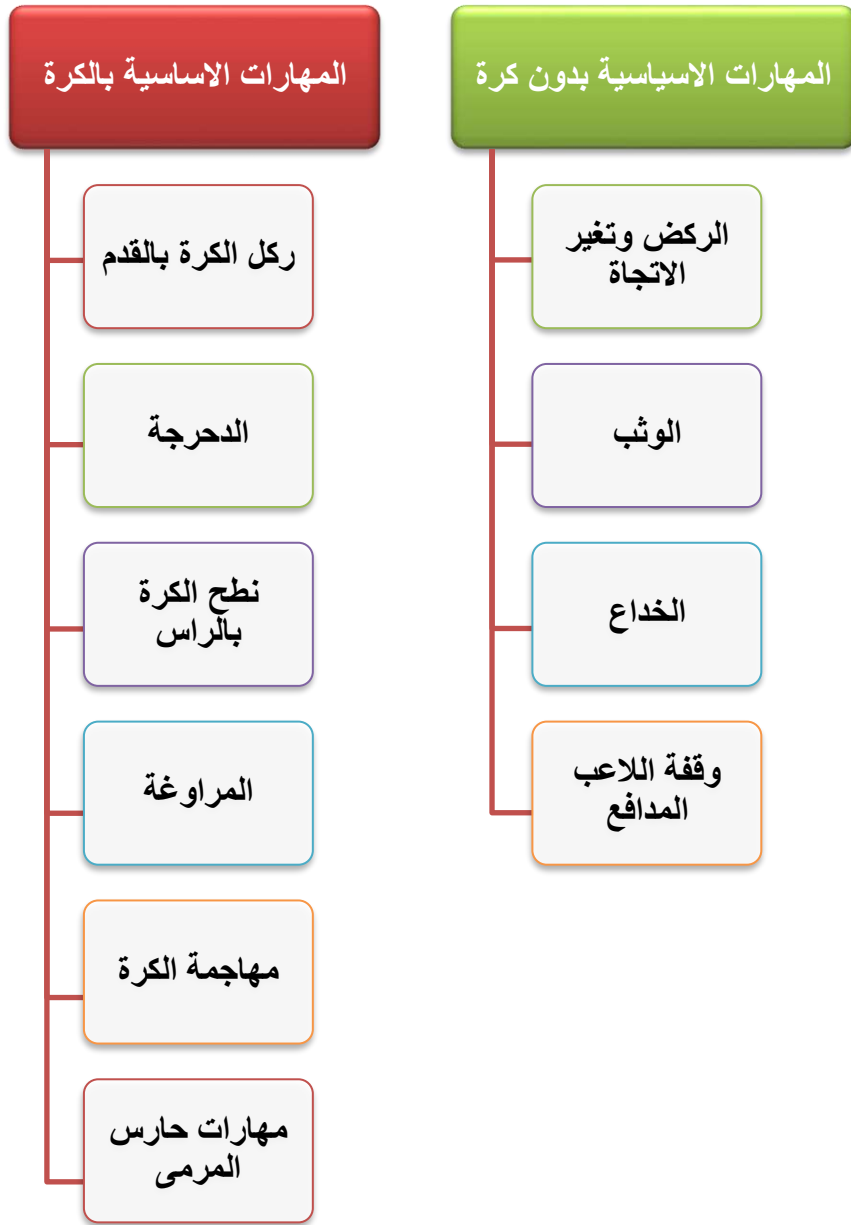 المهارات الاسياسية بدون كرة
الركض وتغير
الاتجاة
الوثب
الخداع
وقفة اللاعب
المدافع
المهارات الاساسية بالكرة
ركل الكرة بالقدم
الدحرجة
نطح الكرة
بالراس
المراوغة
مهاجمة الكرة
مهارات حارس
المرمى